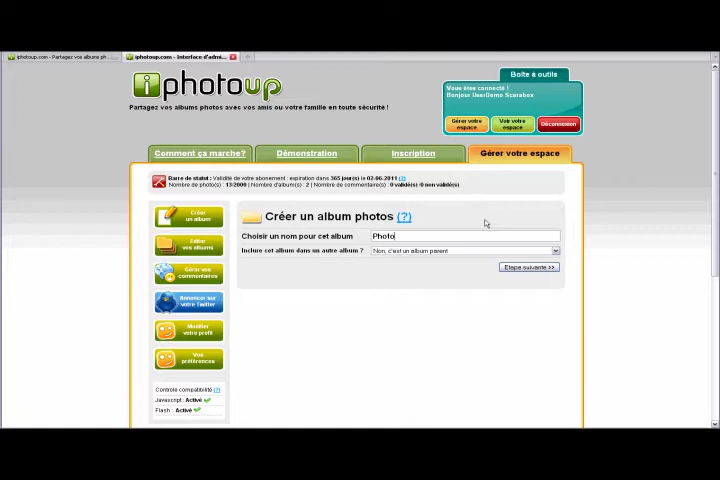 iphotoup.com - Partagez vos albums ph...
iphotoup.com - Interface d'admi...
iphotoup
Partagez vos albums photos avec vos amis ou votre famille en toute sécurité !
Boîte à outils
Vous êtes connecté !
Bonjour UserDemo Scarabox
Gérer votre espace
Voir votre espace
Déconnexion
Comment ça marche?
Démonstration
Inscription
Gérer votre espace
Barre de statut : Validité de votre abonnement : expiration dans 365 jour(s) le 02-06-2011 (?)
Nombre de photo(s) : 13/2000 | Nombre d'album(s) : 2 | Nombre de commentaire(s) : 0 validé(s) /0 non validé(s)
Créer un album
Editer vos albums
Gérer vos commentaires
Annoncer sur votre Twitter
Modifier votre profil
Vos préférences
Controle compatibilité (?)
Javascript : Activé
Flash : Activé
Créer un album photos (?)
Choisir un nom pour cet album
Photo
Inclure cet album dans un autre album ?
Non, c'est un album parent
Etape suivante >>